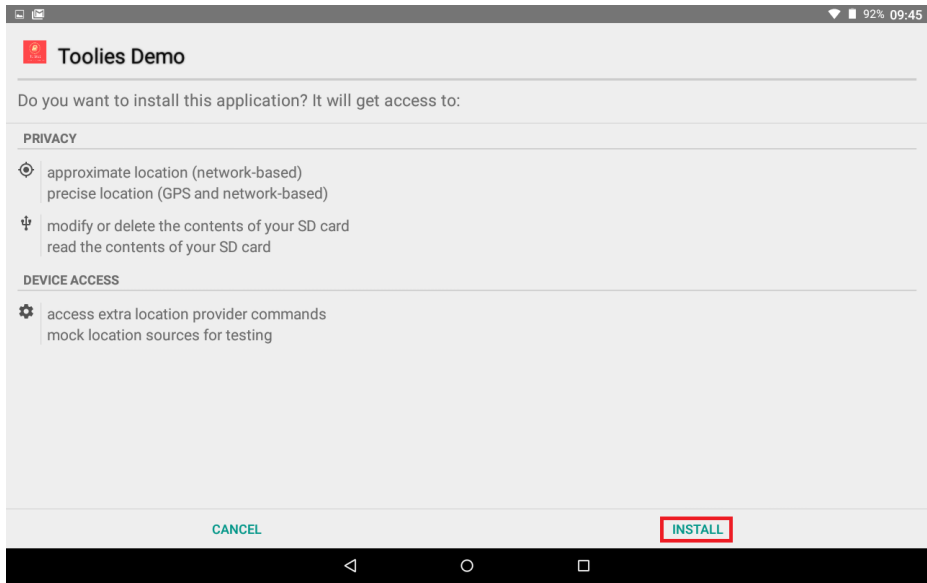 92% 09:45
Toolies Demo
Do you want to install this application? It will get access to:
PRIVACY
approximate location (network-based)
precise location (GPS and network-based)
modify or delete the contents of your SD card
read the contents of your SD card
DEVICE ACCESS
access extra location provider commands
mock location sources for testing
CANCEL INSTALL